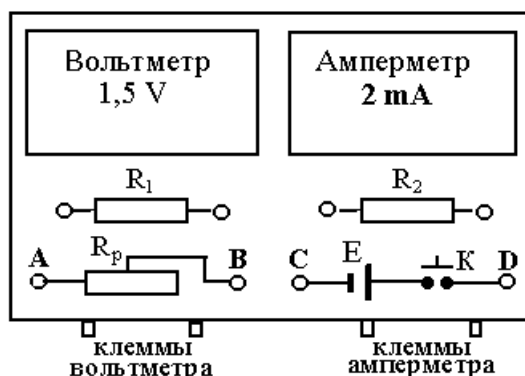 Вольтметр
1,5 V
Амперметр
2 mA
R1
R2
A
Rp
B
C
E
К
D
клеммы
вольтметра
клеммы
амперметра